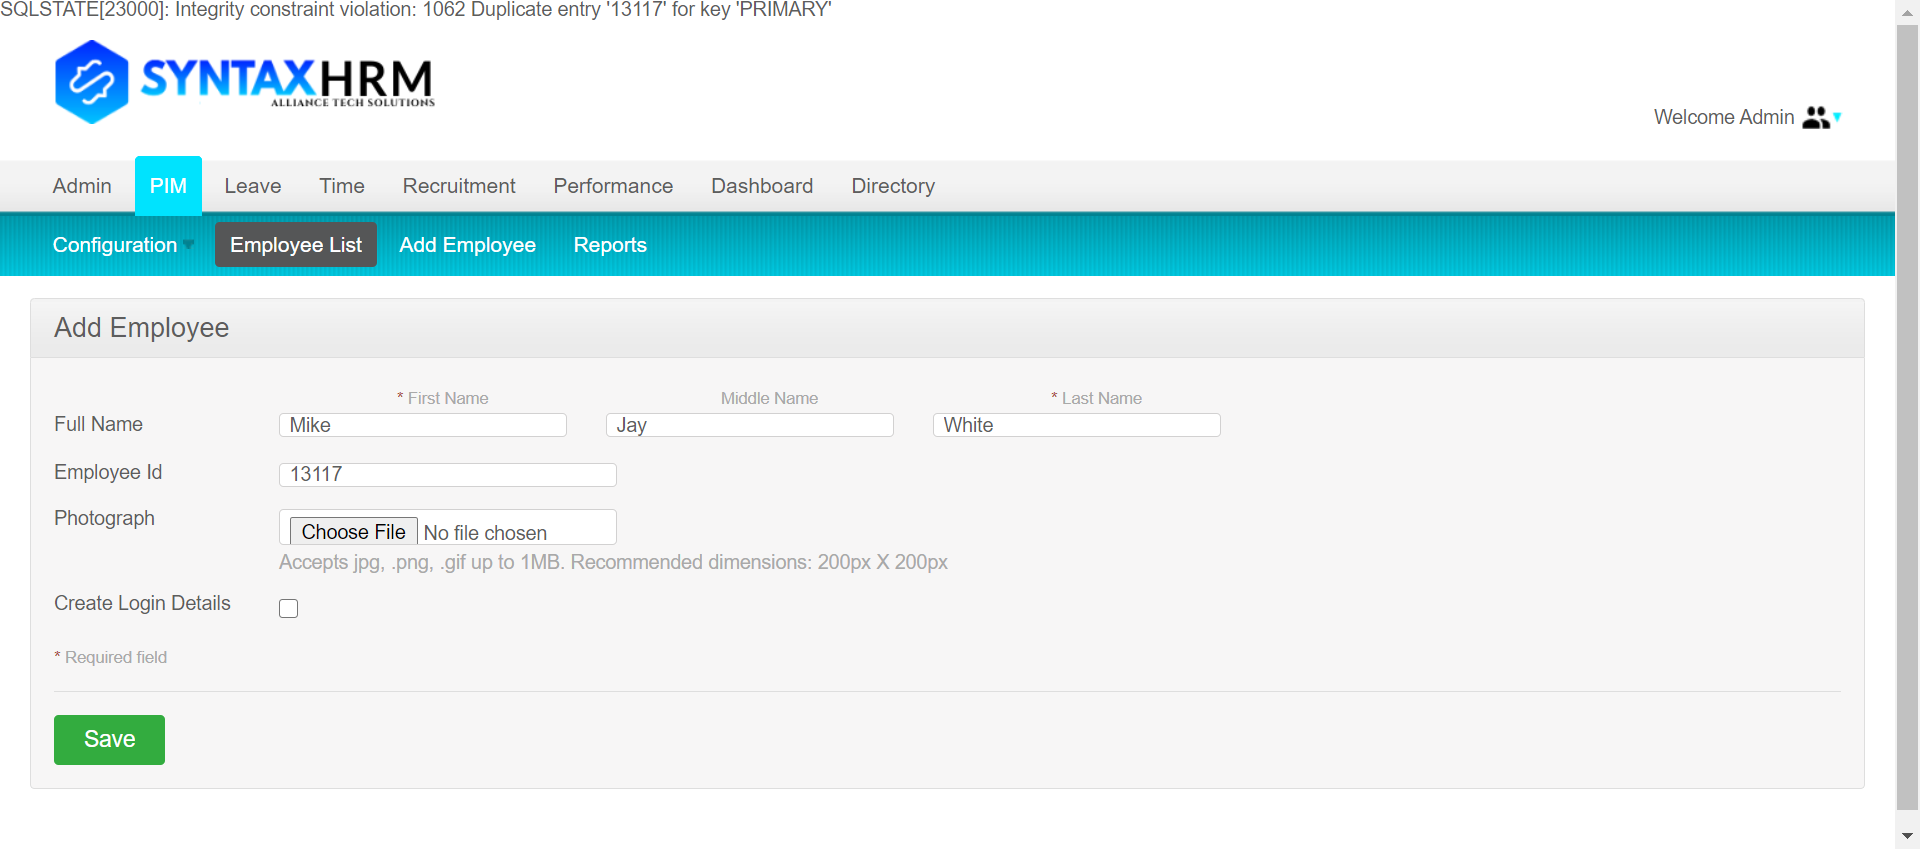 SQLSTATE[23000]: Integrity constraint violation: 1062 Duplicate entry '13117' for key 'PRIMARY'
SYNTAXHRM
ALLIANCE TECH SOLUTIONS
Welcome Admin
Admin PIM Leave Time Recruitment Performance Dashboard Directory
Configuration Employee List Add Employee Reports
Add Employee
* First Name Middle Name * Last Name
Full Name Mike Jay White
Employee Id 13117
Photograph Choose File No file chosen
Accepts jpg, .png, .gif up to 1MB. Recommended dimensions: 200px X 200px
Create Login Details
* Required field
Save